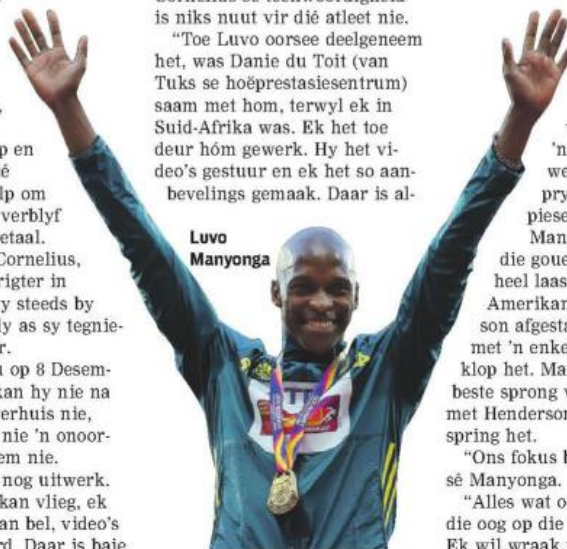 is niks nuut vir dié atleet nie.
“Toe Luvo oorsee deelgeneem
het, was Danie du Toit (van
Tuks se hoëprestasiesentrum)
saam met hom, terwyl ek in
Suid-Afrika was. Ek het toe
deur hóm gewerk. Hy het vi-
deo’s gestuur en ek het so aan-
bevelings gemaak. Daar is al-
Luvo
Manyonga
p en
é
lp om
verblyf
etaal.
Cornelius,
rigter in
y steeds by
ly as sy tegnie-
r.
op 8 Desem-
kan hy nie na
erhuis nie,
nie ’n onoor-
em nie.
nog uitwerk.
kan vlieg, ek
an bel, video’s
rd. Daar is baie
’n
we
pry
piese
Man
die goue
heel laas
Amerikan
son afgesta
met ’n enke
klop het. Ma
beste sprong v
met Henderson
spring het.
“Ons fokus b
sê Manyonga.
“Alles wat o
die oog op die
Ek wil wraak